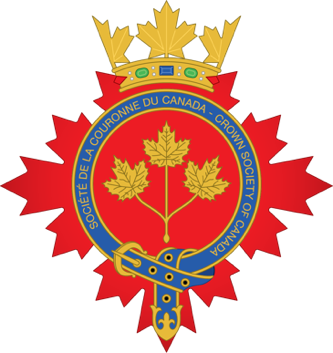 SOCIÉTÉ DE LA COURONNE DU CANADA - CROWN SOCIETY OF CANADA